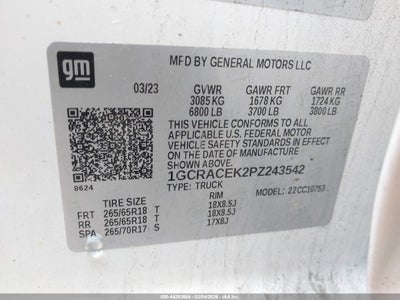 gm
MFD BY GENERAL MOTORS LLC
03/23 GVWR GAWR FRT GAWR RR
3085 KG 1678 KG 1724 KG
6800 LB 3700 LB 3800 LB
THIS VEHICLE CONFORMS TO ALL
APPLICABLE U.S. FEDERAL MOTOR
VEHICLE SAFETY STANDARDS IN
EFFECT ON THE DATE OF MANUFACTURE
SHOWN ABOVE.
8624
1GCRACEK2PZ243542
TYPE: TRUCK MODEL: 22CC10753
TIRE SIZE RIM
FRT 265/65R18 T 18X8.5J
RR 265/65R18 T 18X8.5J
SPA 265/70R17 S 17X8J